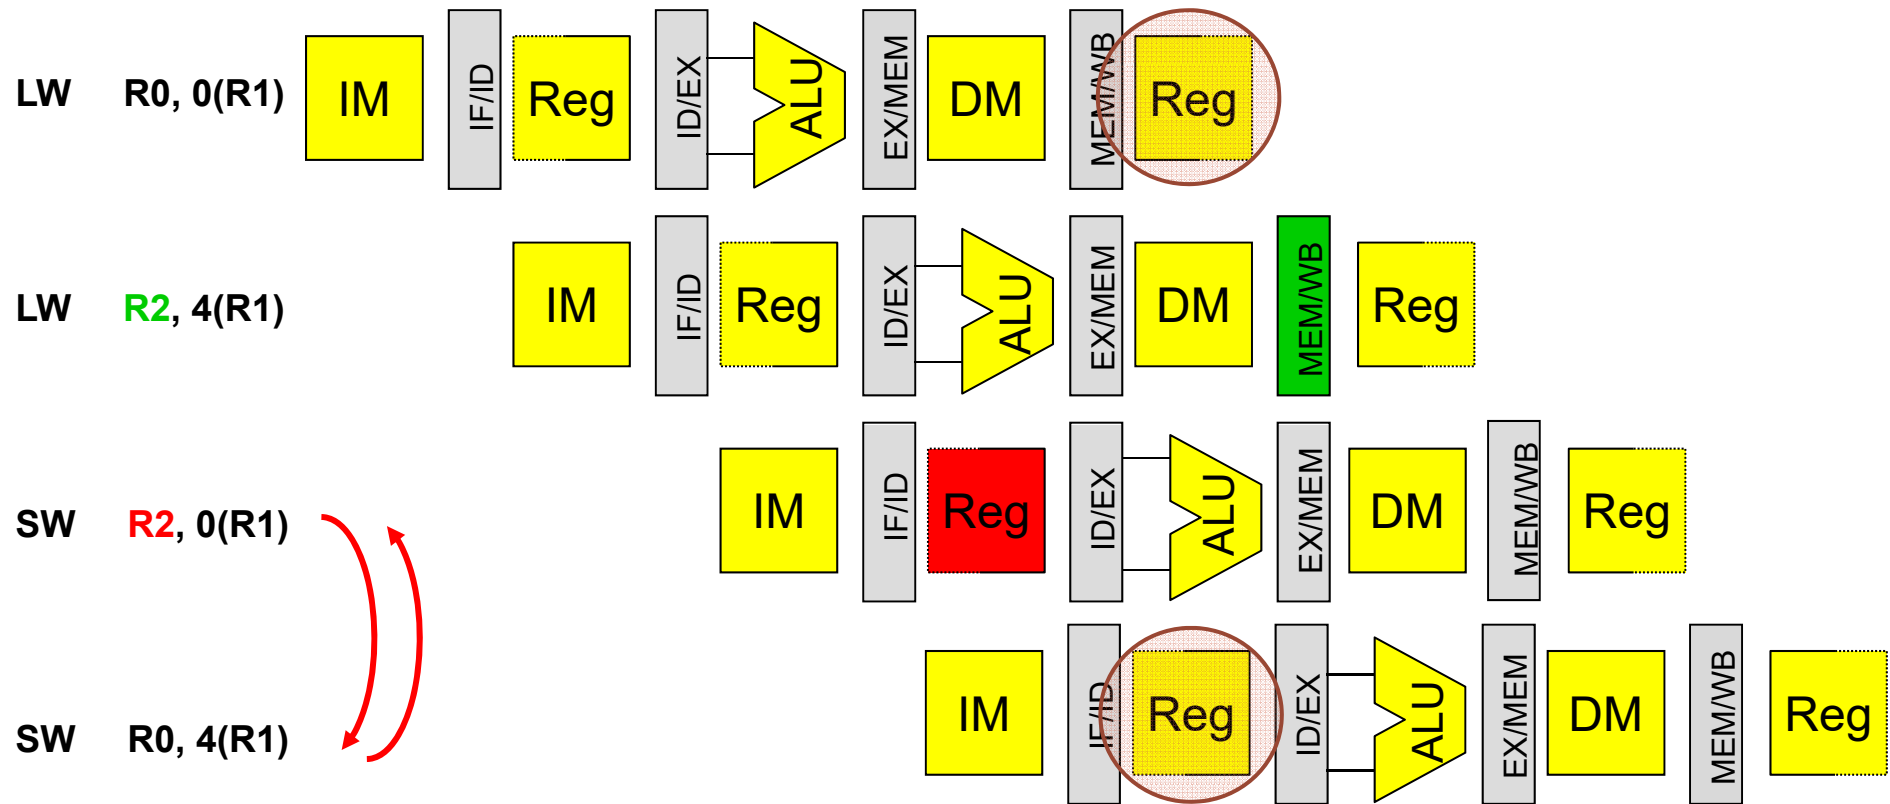 LW R0, 0(R1) IM IF/ID Reg ID/EX ALU EX/MEM DM MEM/WB Reg
LW R2, 4(R1) IM IF/ID Reg ID/EX ALU EX/MEM DM MEM/WB Reg
SW R2, 0(R1) IM IF/ID Reg ID/EX ALU EX/MEM DM MEM/WB Reg
SW R0, 4(R1) IM IF/ID Reg ID/EX ALU EX/MEM DM MEM/WB Reg